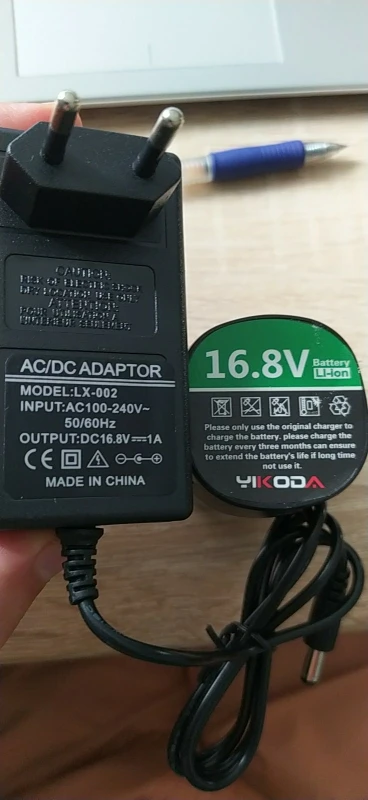 CAUTION
AC/DC ADAPTOR
MODEL:LX-002
INPUT:AC100-240V~
50/60Hz
OUTPUT:DC16.8V⎓1A
CE
MADE IN CHINA
16.8V
Battery
Li-ion
Please only use the original charger to
charge the battery. please charge the
battery every three months can ensure
to extend the battery's life if long time
not use it.
YIKODA